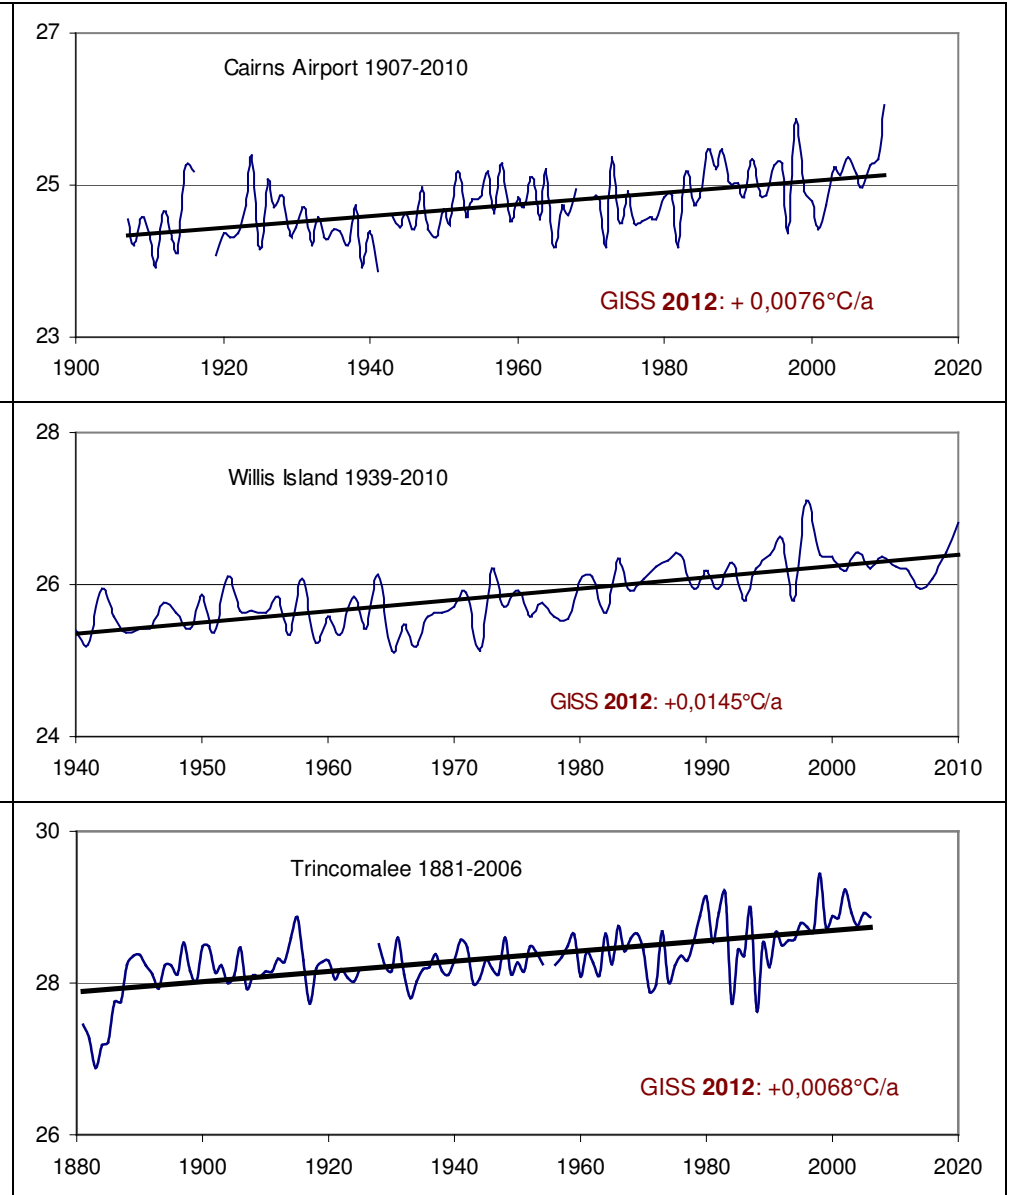 27
Cairns Airport 1907-2010
25
GISS 2012: + 0,0076°C/a
23
1900 1920 1940 1960 1980 2000 2020
28
Willis Island 1939-2010
26
GISS 2012: +0,0145°C/a
24
1940 1950 1960 1970 1980 1990 2000 2010
30
Trincomalee 1881-2006
28
GISS 2012: +0,0068°C/a
26
1880 1900 1920 1940 1960 1980 2000 2020